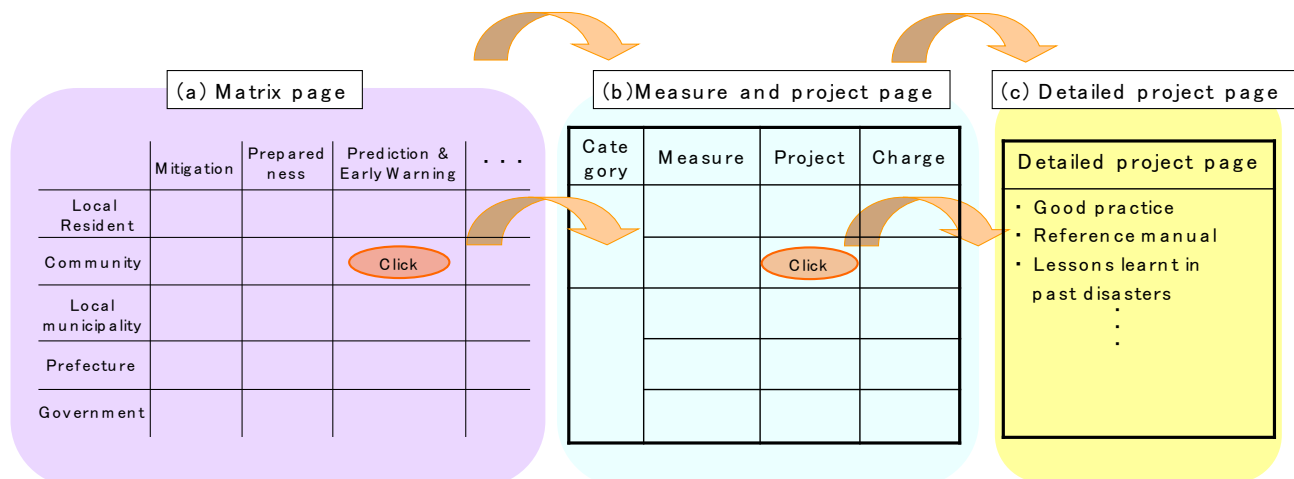 (a) Matrix page
Mitigation
Prepared
ness
Prediction &
Early Warning
・・・
Local
Resident
Community
Click
Local
municipality
Prefecture
Government
(b)Measure and project page
Cate
gory
Measure
Project
Charge
Click
(c) Detailed project page
Detailed project page
・ Good practice
・ Reference manual
・ Lessons learnt in
past disasters
・
・
・